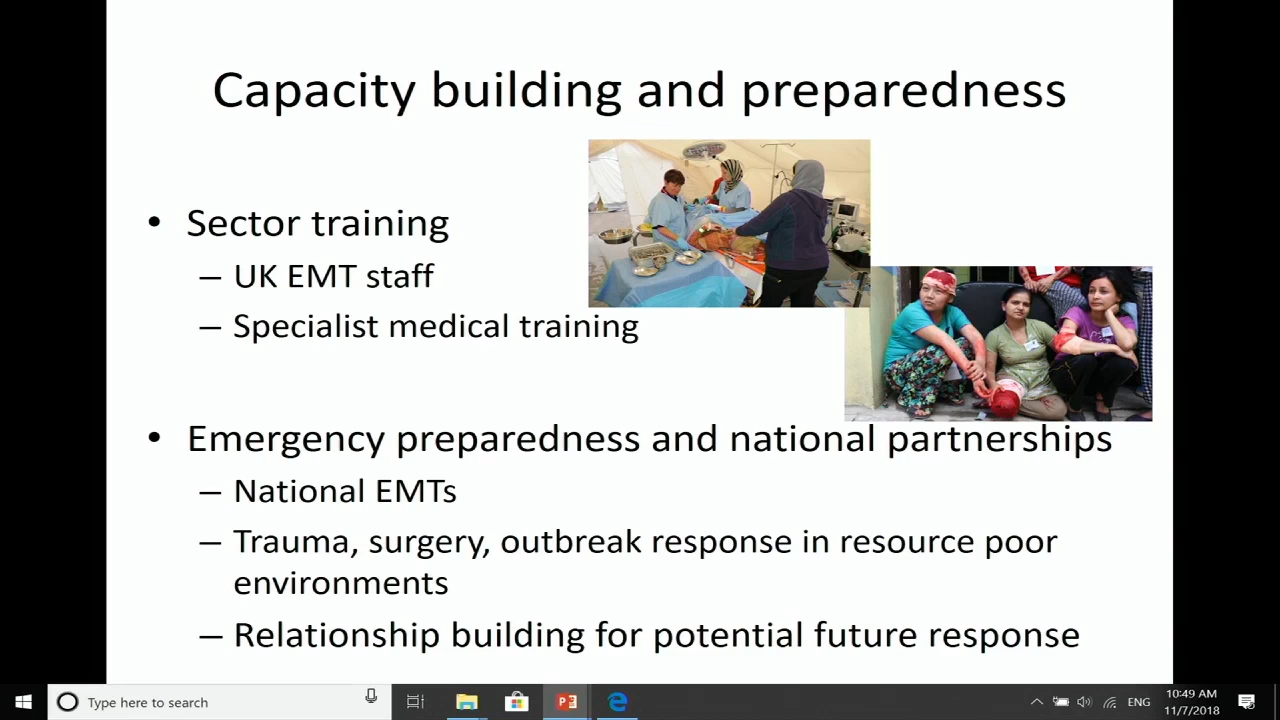 Capacity building and preparedness
• Sector training
– UK EMT staff
– Specialist medical training
• Emergency preparedness and national partnerships
– National EMTs
– Trauma, surgery, outbreak response in resource poor
environments
– Relationship building for potential future response
Type here to search
ENG
10:49 AM
11/7/2018